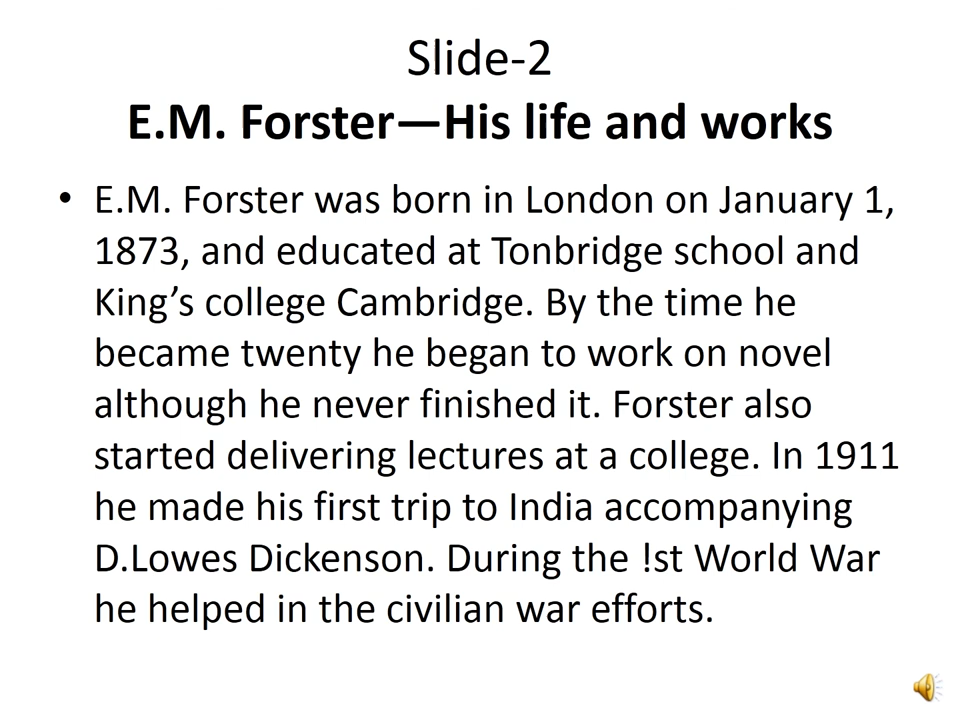 Slide-2
E.M. Forster—His life and works
• E.M. Forster was born in London on January 1,
1873, and educated at Tonbridge school and
King’s college Cambridge. By the time he
became twenty he began to work on novel
although he never finished it. Forster also
started delivering lectures at a college. In 1911
he made his first trip to India accompanying
D.Lowes Dickenson. During the !st World War
he helped in the civilian war efforts.